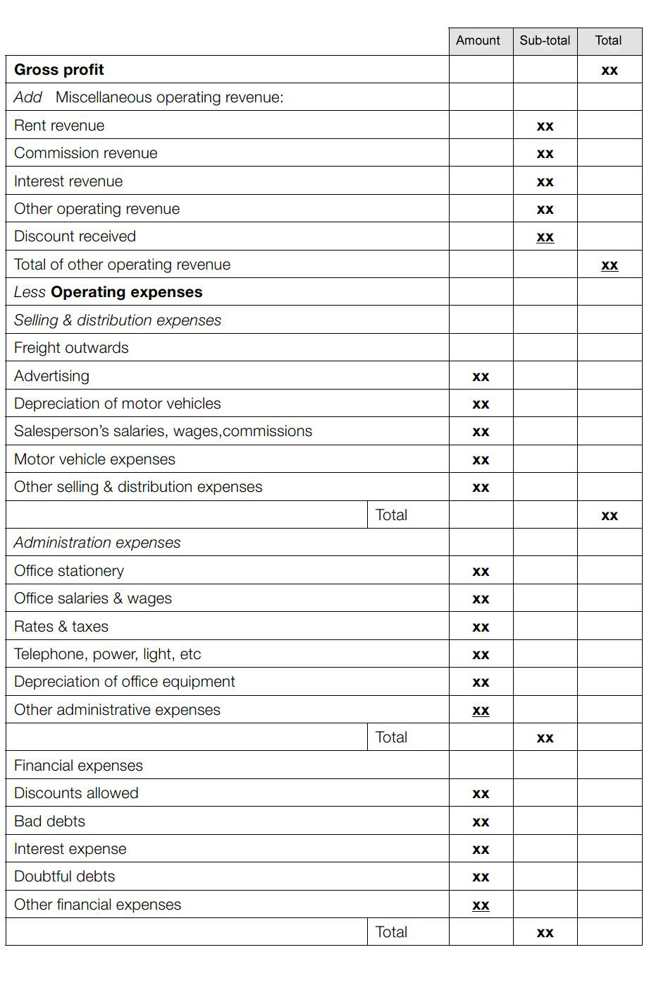 Amount Sub-total Total
Gross profit xx
Add Miscellaneous operating revenue:
Rent revenue xx
Commission revenue xx
Interest revenue xx
Other operating revenue xx
Discount received xx
Total of other operating revenue xx
Less Operating expenses
Selling & distribution expenses
Freight outwards
Advertising xx
Depreciation of motor vehicles xx
Salesperson’s salaries, wages,commissions xx
Motor vehicle expenses xx
Other selling & distribution expenses xx
Total xx
Administration expenses
Office stationery xx
Office salaries & wages xx
Rates & taxes xx
Telephone, power, light, etc xx
Depreciation of office equipment xx
Other administrative expenses xx
Total xx
Financial expenses
Discounts allowed xx
Bad debts xx
Interest expense xx
Doubtful debts xx
Other financial expenses xx
Total xx